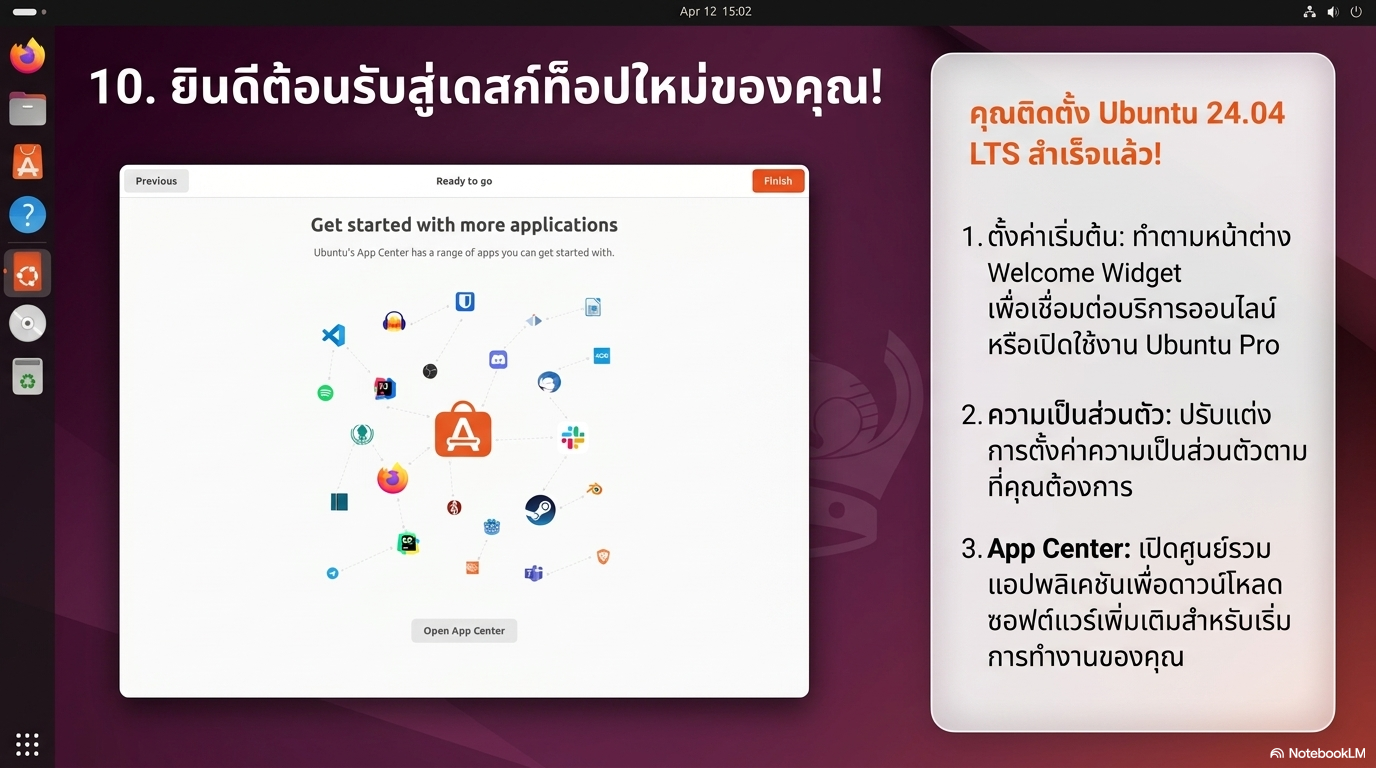 Apr 12 15:02
10. ยินดีต้อนรับสู่เดสก์ท็อปใหม่ของคุณ!
Previous
Ready to go
Finish
Get started with more applications
Ubuntu's App Center has a range of apps you can get started with.
Open App Center
คุณติดตั้ง Ubuntu 24.04
LTS สำเร็จแล้ว!
1. ตั้งค่าเริ่มต้น: ทำตามหน้าต่าง
Welcome Widget
เพื่อเชื่อมต่อบริการออนไลน์
หรือเปิดใช้งาน Ubuntu Pro
2. ความเป็นส่วนตัว: ปรับแต่ง
การตั้งค่าความเป็นส่วนตัวตาม
ที่คุณต้องการ
3. App Center: เปิดศูนย์รวม
แอปพลิเคชันเพื่อดาวน์โหลด
ซอฟต์แวร์เพิ่มเติมสำหรับเริ่ม
การทำงานของคุณ
NotebookLM